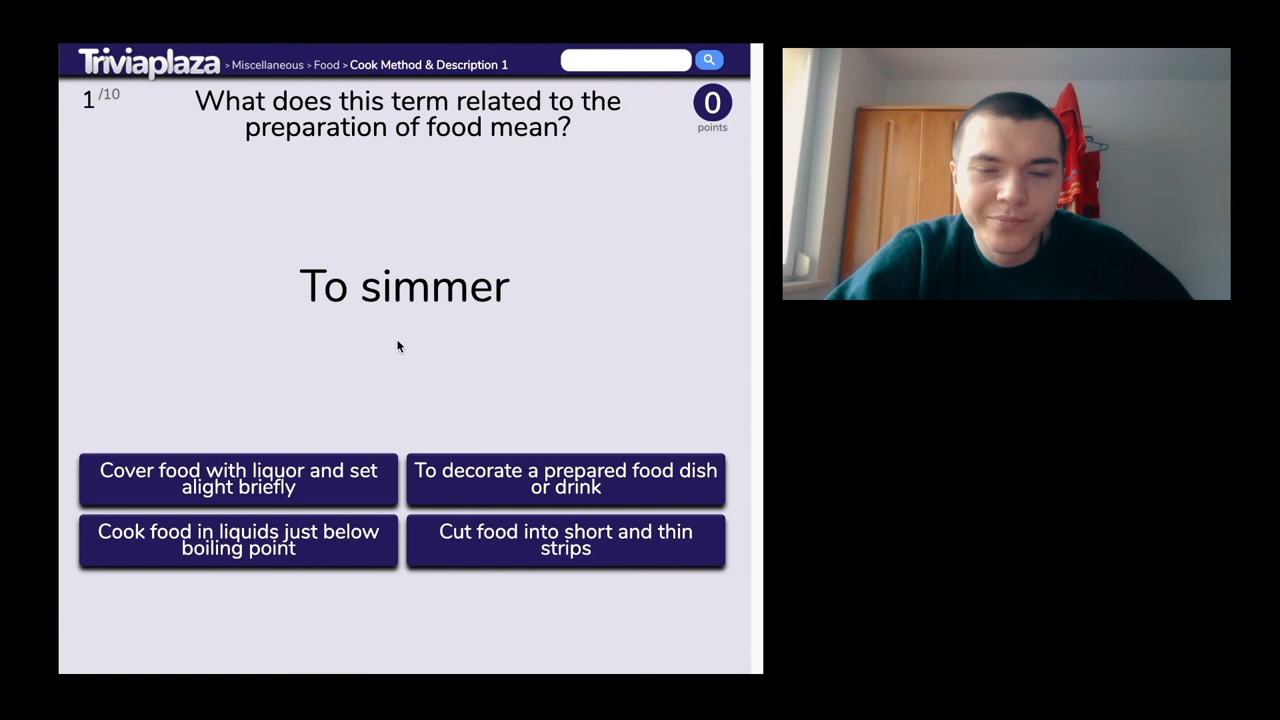 Triviaplaza > Miscellaneous > Food > Cook Method & Description 1
1/10
What does this term related to the
preparation of food mean?
0
points
To simmer
Cover food with liquor and set
alight briefly
To decorate a prepared food dish
or drink
Cook food in liquids just below
boiling point
Cut food into short and thin
strips